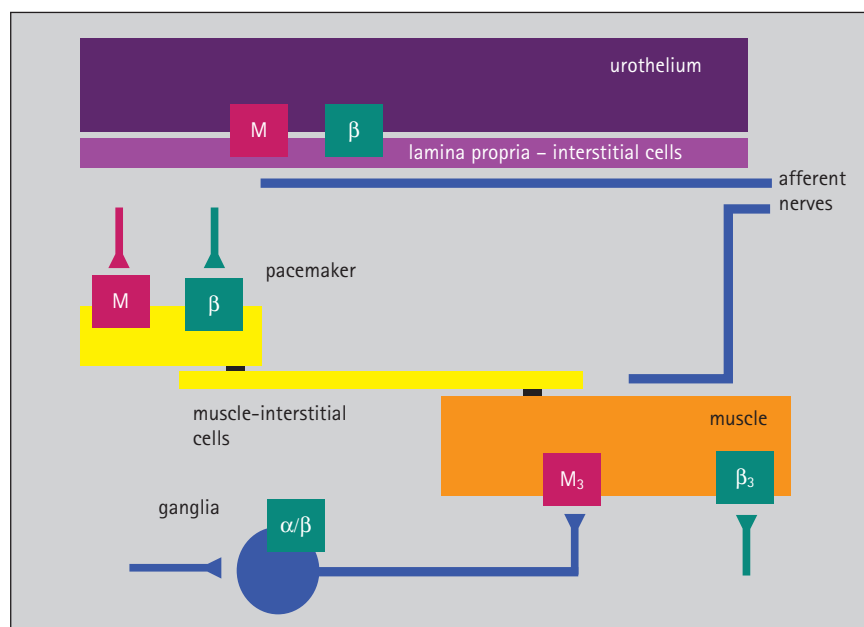 urothelium
M
β
lamina propria – interstitial cells
afferent
nerves
pacemaker
M
β
muscle-interstitial
cells
muscle
M₃
β₃
ganglia
α/β